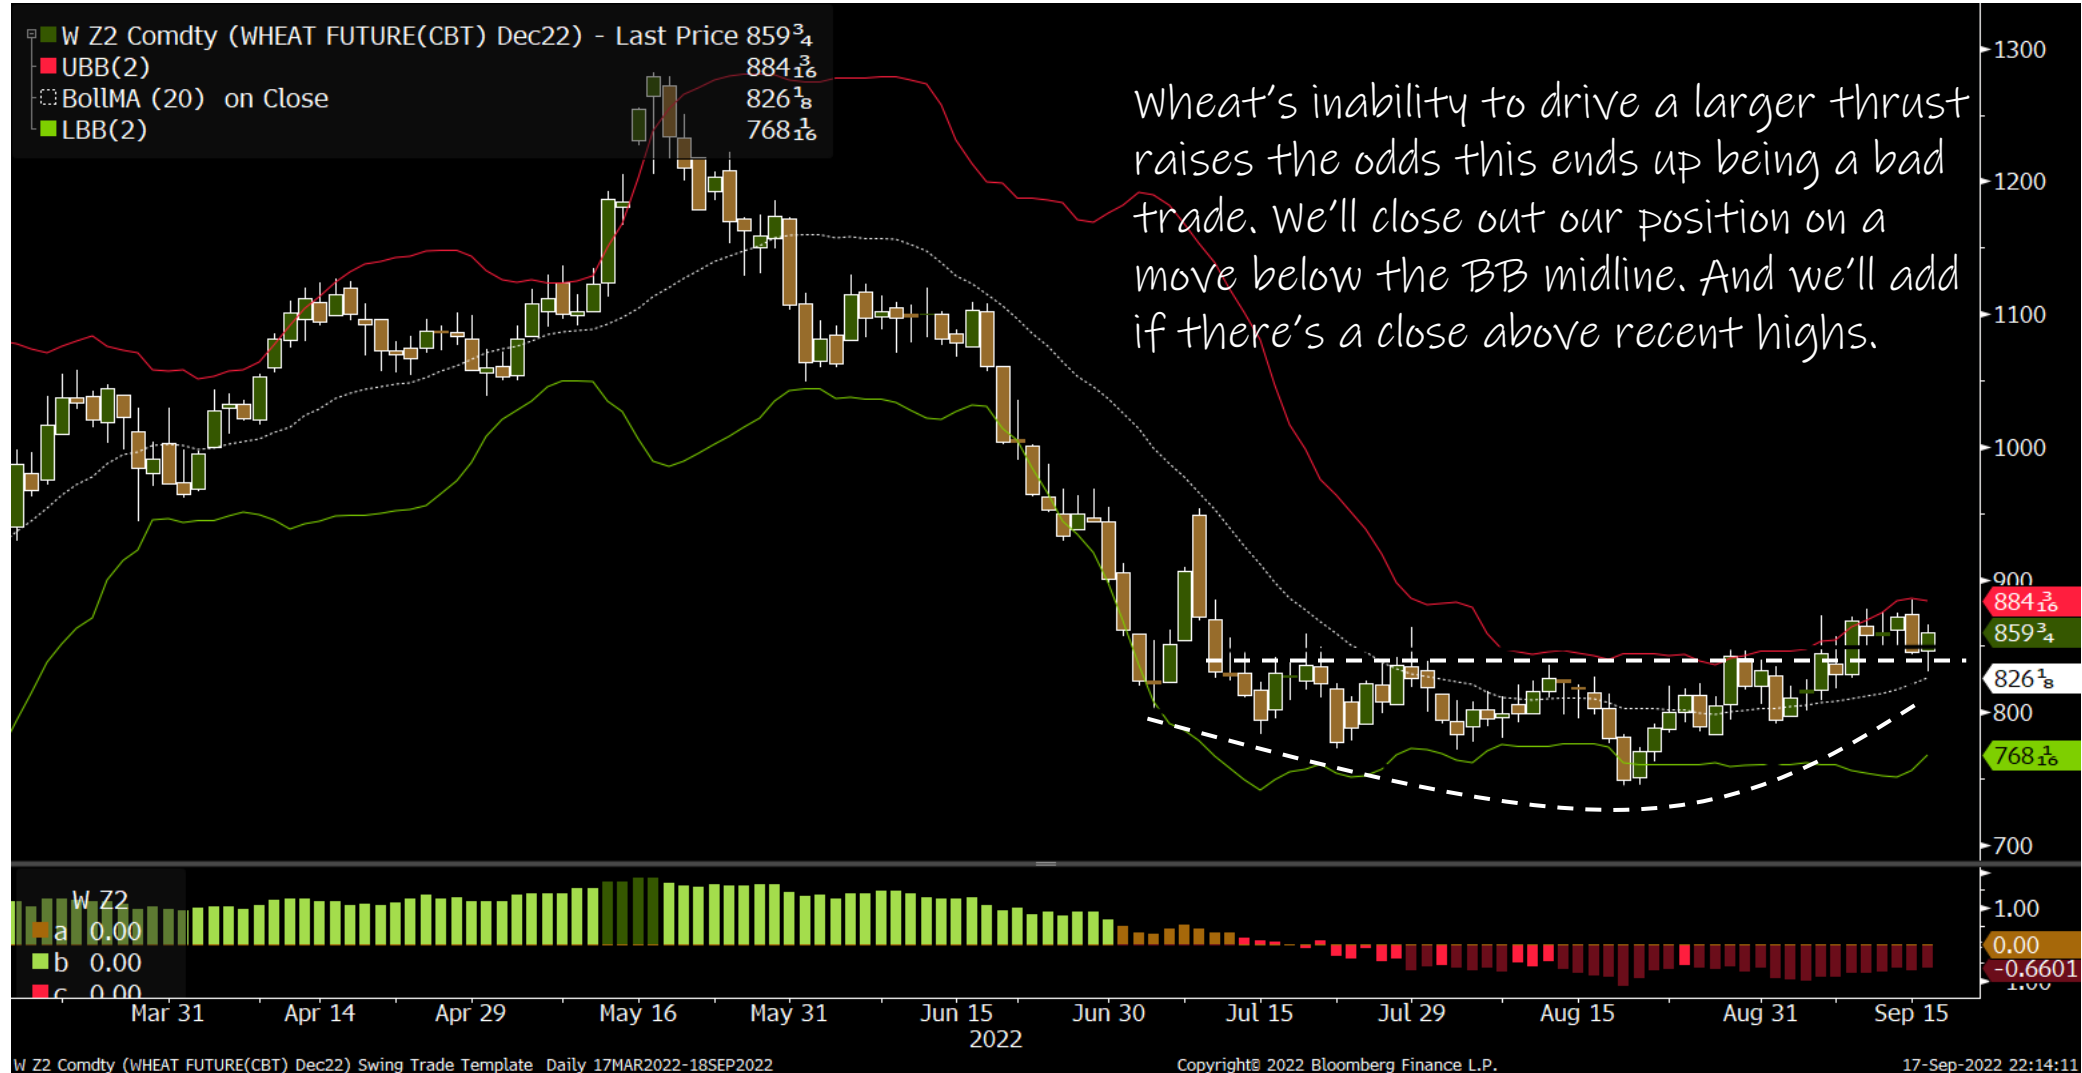 W Z2 Comdty (WHEAT FUTURE(CBT) Dec22) - Last Price 859¾
UBB(2) 884 3/16
BollMA (20) on Close 826⅛
LBB(2) 768 1/16
Wheat's inability to drive a larger thrust
raises the odds this ends up being a bad
trade. We'll close out our position on a
move below the BB midline. And we'll add
if there's a close above recent highs.
1300
1200
1100
1000
900
884 3/16
859¾
826⅛
800
768 1/16
700
W Z2
a 0.00
b 0.00
c 0.00
1.00
0.00
-0.6601
-1.00
Mar 31 Apr 14 Apr 29 May 16 May 31 Jun 15 Jun 30 Jul 15 Jul 29 Aug 15 Aug 31 Sep 15
2022
W Z2 Comdty (WHEAT FUTURE(CBT) Dec22) Swing Trade Template Daily 17MAR2022-18SEP2022 Copyright© 2022 Bloomberg Finance L.P. 17-Sep-2022 22:14:11